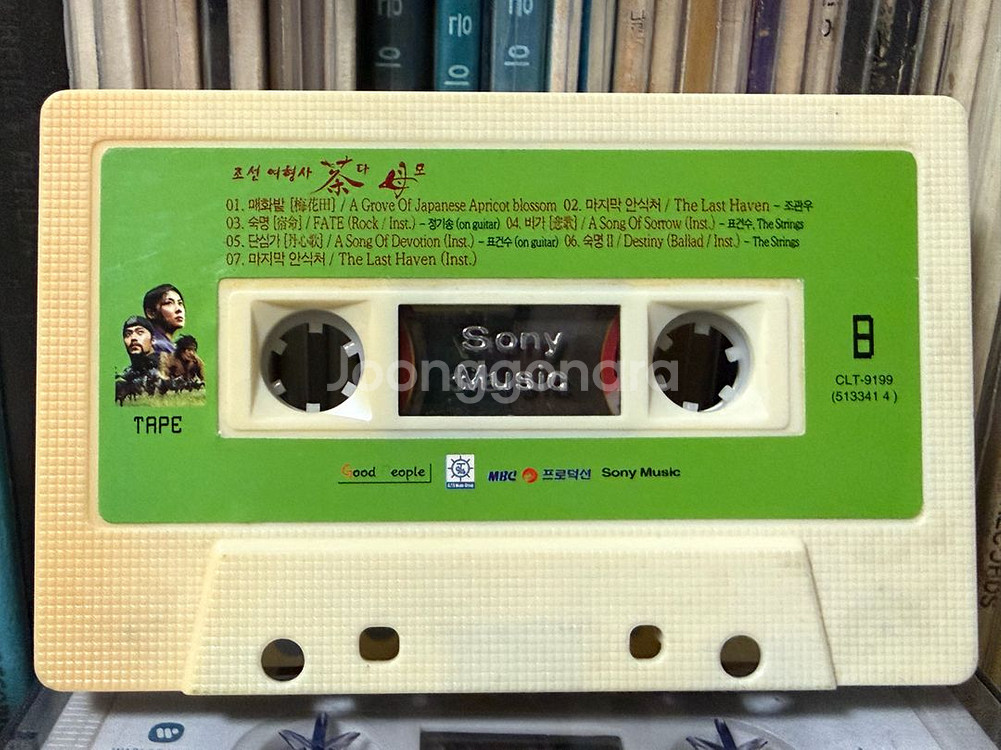 조선 여형사 茶다 母모
01. 매화밭 [梅花田] / A Grove Of Japanese Apricot blossom 02. 마지막 안식처 / The Last Haven – 조관우
03. 숙명 [宿命] / FATE (Rock / Inst.) – 정기송 (on guitar) 04. 비가 [悲歌] / A Song Of Sorrow (Inst.) – 표건수, The Strings
05. 단심가 [丹心歌] / A Song Of Devotion (Inst.) – 표건수 (on guitar) 06. 숙명 II / Destiny (Ballad / Inst.) – The Strings
07. 마지막 안식처 / The Last Haven (Inst.)
Sony
Music
Joonggonara
TAPE
B
CLT-9199
(513341 4)
Good People
MBC 프로덕션
Sony Music